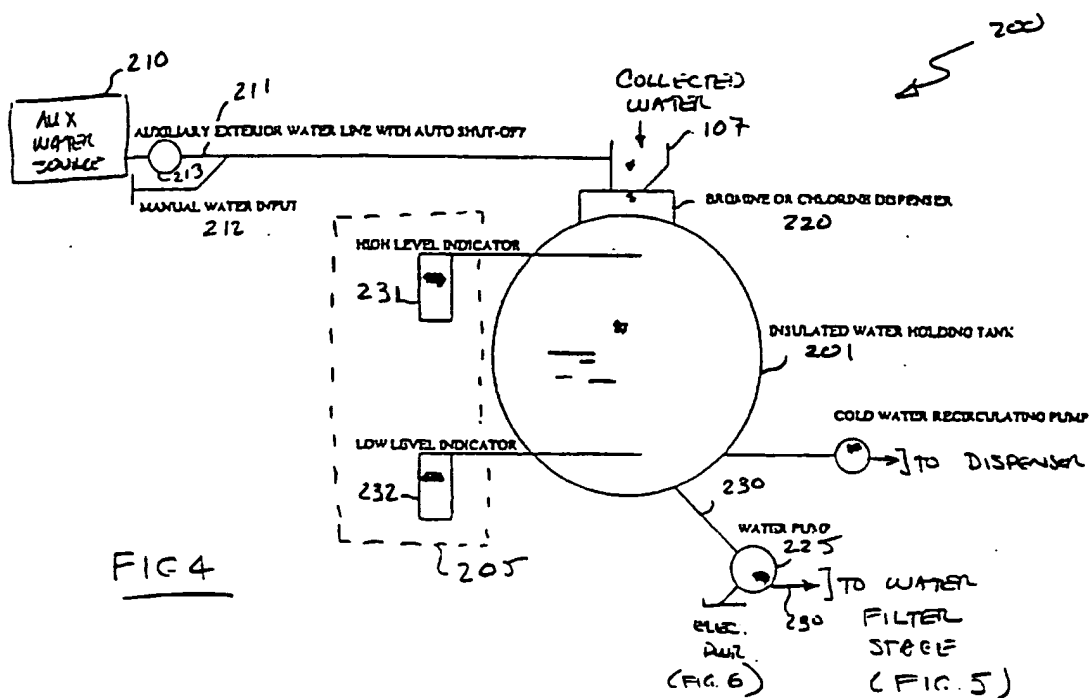 200
210
211
COLLECTED
WATER
107
AUX
WATER
SOURCE
AUXILIARY EXTERIOR WATER LINE WITH AUTO SHUT-OFF
213
MANUAL WATER INPUT
212
BROMINE OR CHLORINE DISPENSER
220
HIGH LEVEL INDICATOR
231
INSULATED WATER HOLDING TANK
201
COLD WATER RECIRCULATING PUMP
TO DISPENSER
LOW LEVEL INDICATOR
232
230
WATER PUMP
225
205
FIG 4
TO WATER
FILTER
STAGE
(FIG. 5)
230
ELEC.
PWR.
(FIG. 6)